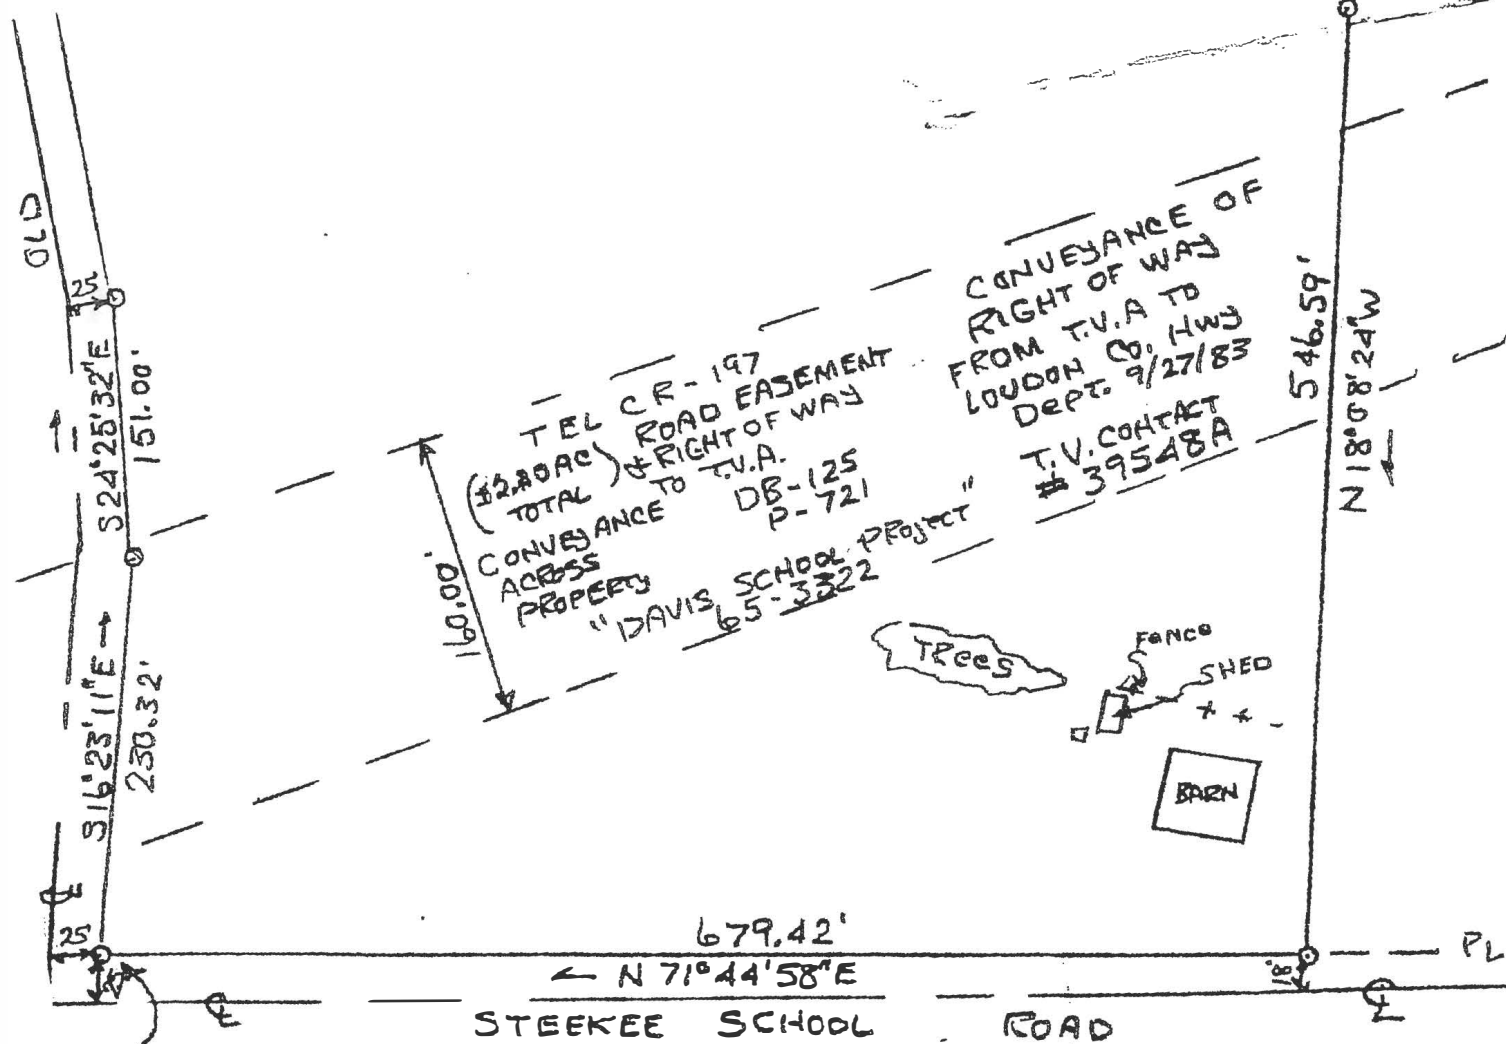 OLD
25'
S24°25'32"E
151.00'
S16°23'11"E
230.32'
25
TEL CR-197
ROAD EASEMENT
& RIGHT OF WAY
TOTAL
CONVEYANCE TO T.V.A.
ACROSS
PROPERTY
DB-125
P-721
"DAVIS SCHOOL PROJECT"
65-3322
160.00'
CONVEYANCE OF
RIGHT OF WAY
FROM T.V.A TO
LOUDON CO. HWY
DEPT. 9/27/83
T.V. CONTACT
# 39548A
546.59'
N 18°08'24"W
TREES
FENCE
SHED
BARN
679.42'
N 71°44'58"E
PL
18'
STEEKEE SCHOOL ROAD